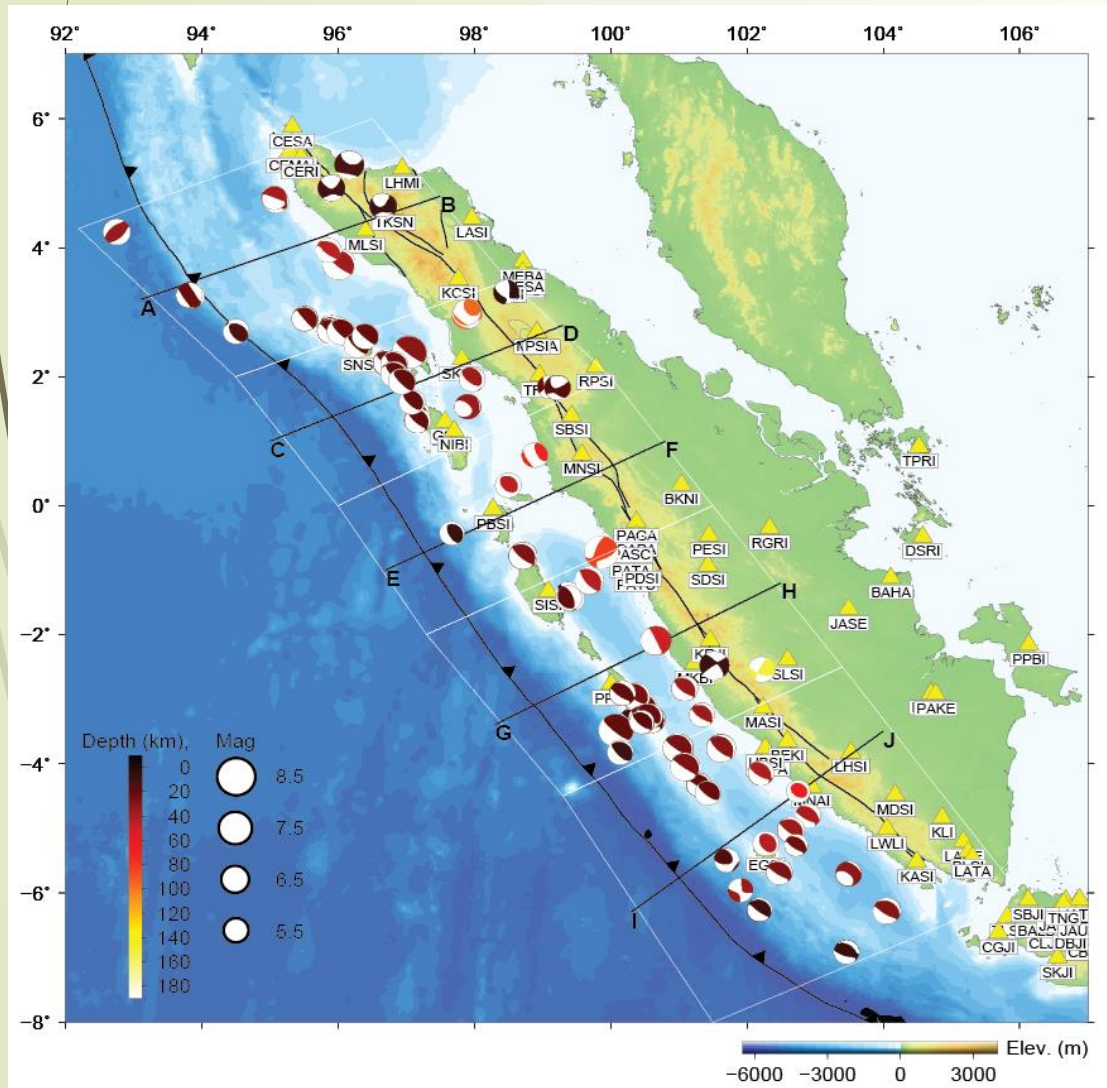 92° 94° 96° 98° 100° 102° 104° 106°
6°
4°
2°
0°
−2°
−4°
−6°
−8°
CESA
CERI
LHMI
TKSN
B
LASI
MLSI
MEBA
KCSI
A
D
MPSIA
RPSI
SBSI
C
NIBI
MNSI
F
TPRI
BKNI
PBSI
PAGA
PESI
RGRI
DSRI
E
PDSI
SDSI
BAHA
H
JASE
PPBI
SLSI
PAKE
MASI
G
J
LHSI
MNAI
MDSI
KLI
LWLI
LATA
KASI
I
SBJI
CGJI
SKJI
Depth (km), Mag
0
20
40
60
80
100
120
140
160
180
8.5
7.5
6.5
5.5
Elev. (m)
−6000 −3000 0 3000